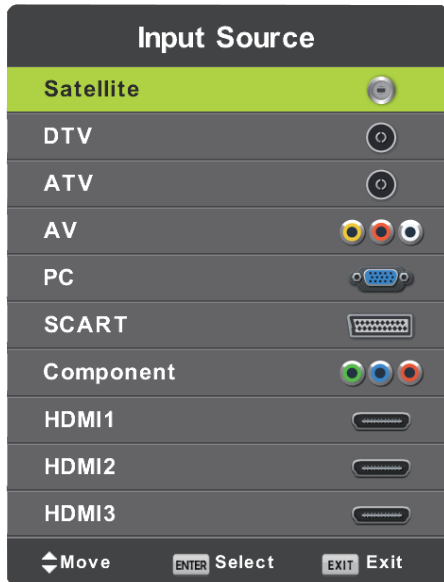 Input Source
Satellite
DTV
ATV
AV
PC
SCART
Component
HDMI1
HDMI2
HDMI3
Move ENTER Select EXIT Exit